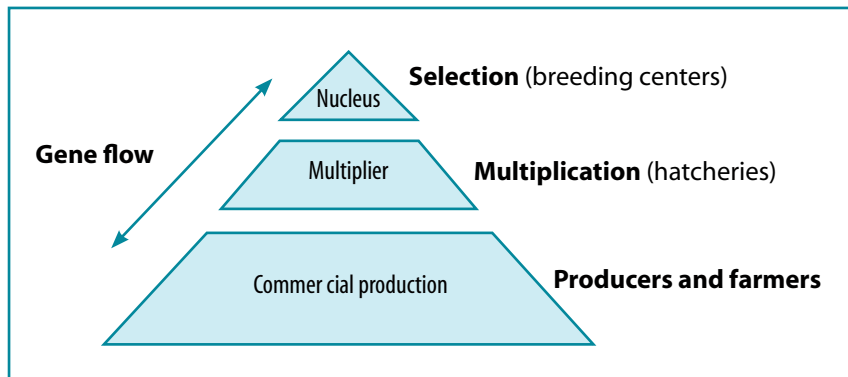 Selection (breeding centers)
Nucleus
Gene flow
Multiplier
Multiplication (hatcheries)
Commer cial production
Producers and farmers